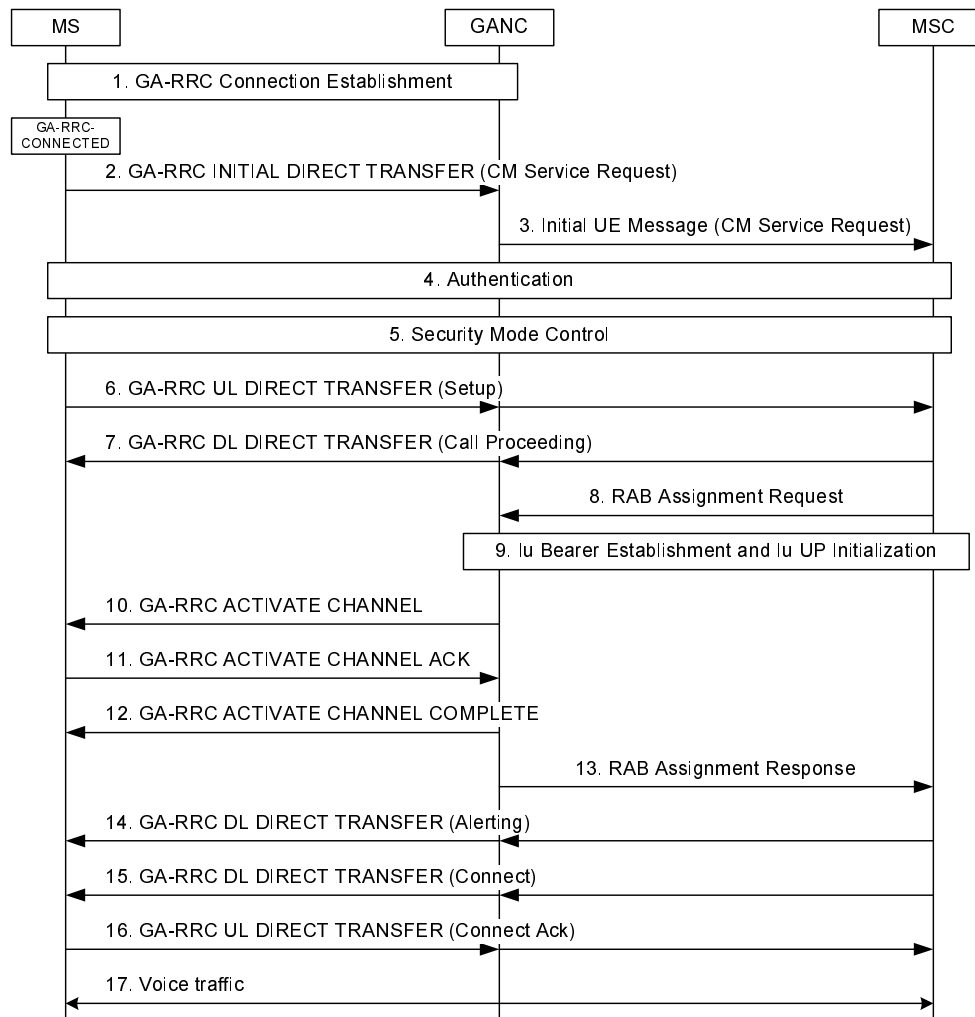 MS
GANC
MSC
1. GA-RRC Connection Establishment
GA-RRC-
CONNECTED
2. GA-RRC INITIAL DIRECT TRANSFER (CM Service Request)
3. Initial UE Message (CM Service Request)
4. Authentication
5. Security Mode Control
6. GA-RRC UL DIRECT TRANSFER (Setup)
7. GA-RRC DL DIRECT TRANSFER (Call Proceeding)
8. RAB Assignment Request
9. Iu Bearer Establishment and Iu UP Initialization
10. GA-RRC ACTIVATE CHANNEL
11. GA-RRC ACTIVATE CHANNEL ACK
12. GA-RRC ACTIVATE CHANNEL COMPLETE
13. RAB Assignment Response
14. GA-RRC DL DIRECT TRANSFER (Alerting)
15. GA-RRC DL DIRECT TRANSFER (Connect)
16. GA-RRC UL DIRECT TRANSFER (Connect Ack)
17. Voice traffic